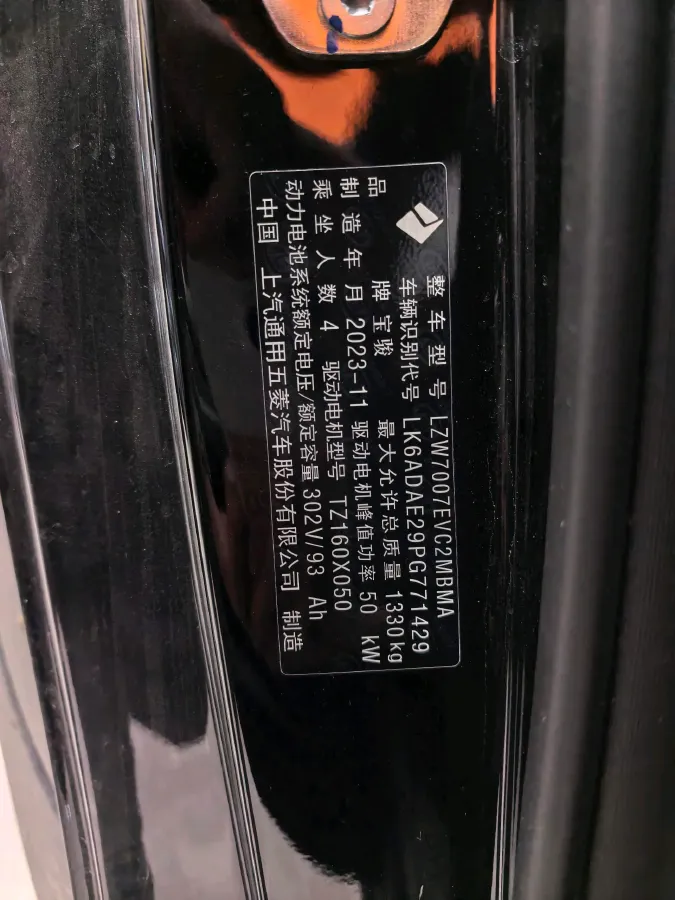 整车型号 LZW7007EVC2MBMA
车辆识别代号 LK6ADAE29PG771429
品牌 宝骏 最大允许总质量 1330kg
制造年月 2023-11 驱动电机峰值功率 50 kW
乘坐人数 4 驱动电机型号 TZ160X050
动力电池系统额定电压/额定容量 302V/93 Ah
中国 上汽通用五菱汽车股份有限公司 制造